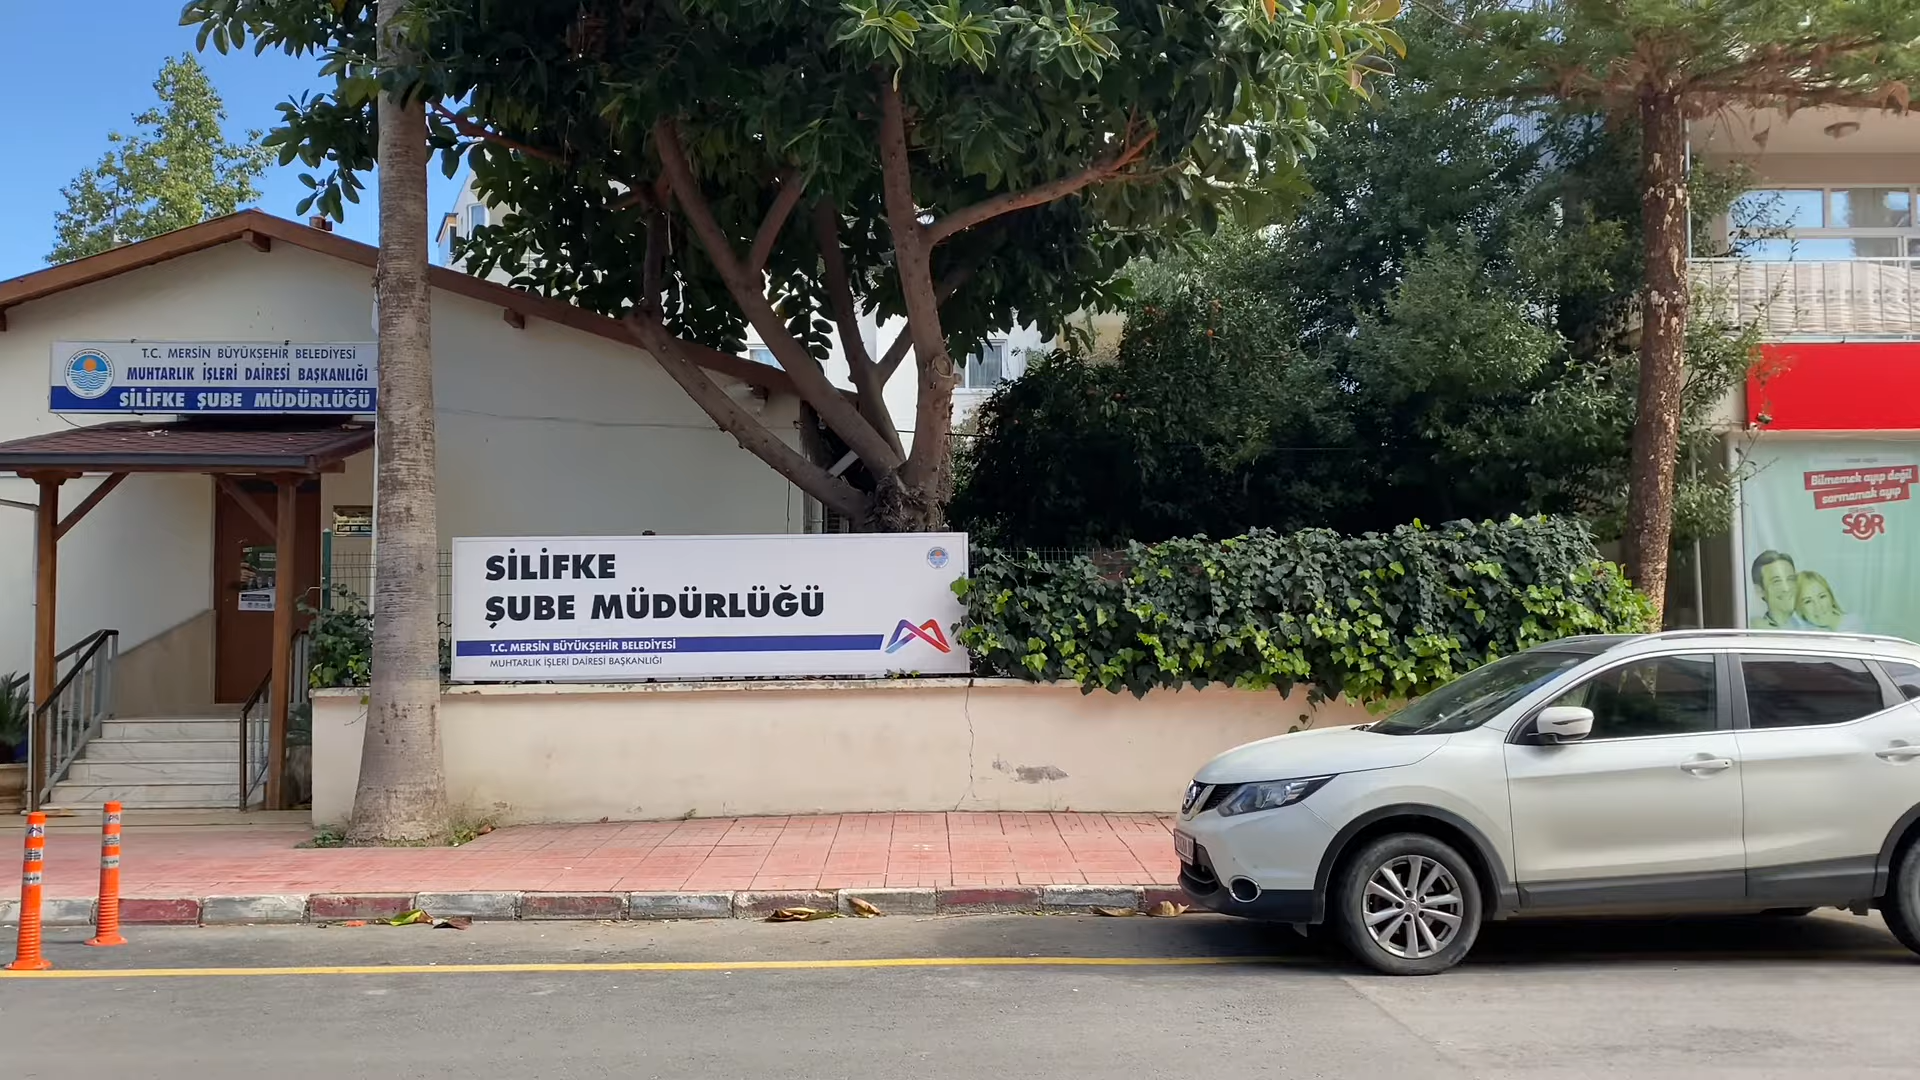 T.C. MERSİN BÜYÜKŞEHİR BELEDİYESİ
MUHTARLIK İŞLERİ DAİRESİ BAŞKANLIĞI
SİLİFKE ŞUBE MÜDÜRLÜĞÜ
SİLİFKE
ŞUBE MÜDÜRLÜĞÜ
T.C. MERSİN BÜYÜKŞEHİR BELEDİYESİ
MUHTARLIK İŞLERİ DAİRESİ BAŞKANLIĞI
Bilmemek ayıp değil
sormamak ayıp
SOR